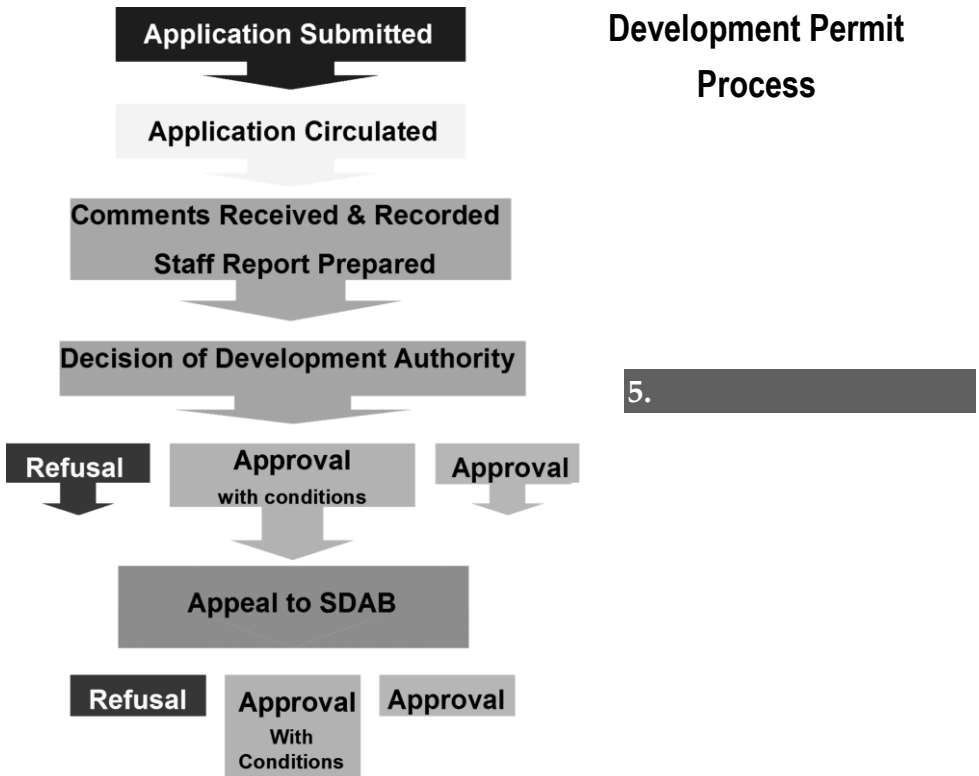 Development Permit
Process
Application Submitted
Application Circulated
Comments Received & Recorded
Staff Report Prepared
Decision of Development Authority
5.
Refusal
Approval
with conditions
Approval
Appeal to SDAB
Refusal
Approval
With
Conditions
Approval